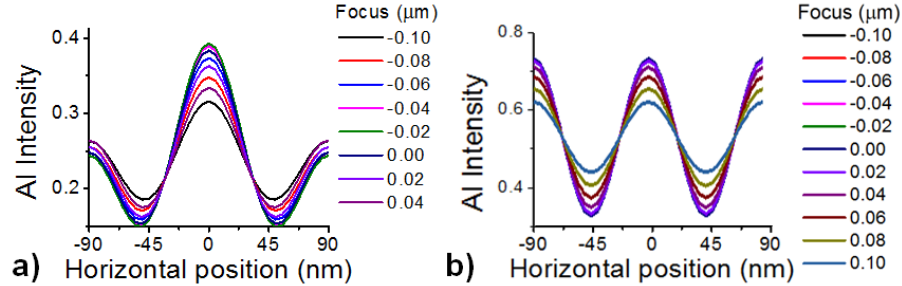 Focus (µm)
-0.10
-0.08
-0.06
-0.04
-0.02
0.00
0.02
0.04
0.4
0.3
0.2
AI Intensity
-90 -45 0 45 90
Horizontal position (nm)
a)
Focus (µm)
-0.10
-0.08
-0.06
-0.04
-0.02
0.00
0.02
0.04
0.06
0.08
0.10
0.8
0.6
0.4
AI Intensity
-90 -45 0 45 90
Horizontal position (nm)
b)